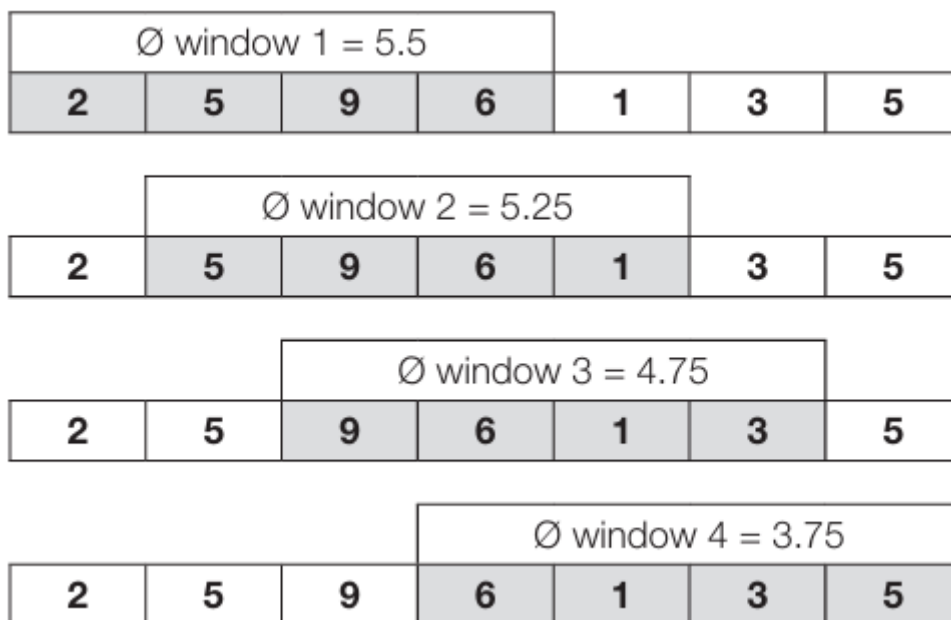 Ø window 1 = 5.5
2 5 9 6 1 3 5
Ø window 2 = 5.25
2 5 9 6 1 3 5
Ø window 3 = 4.75
2 5 9 6 1 3 5
Ø window 4 = 3.75
2 5 9 6 1 3 5